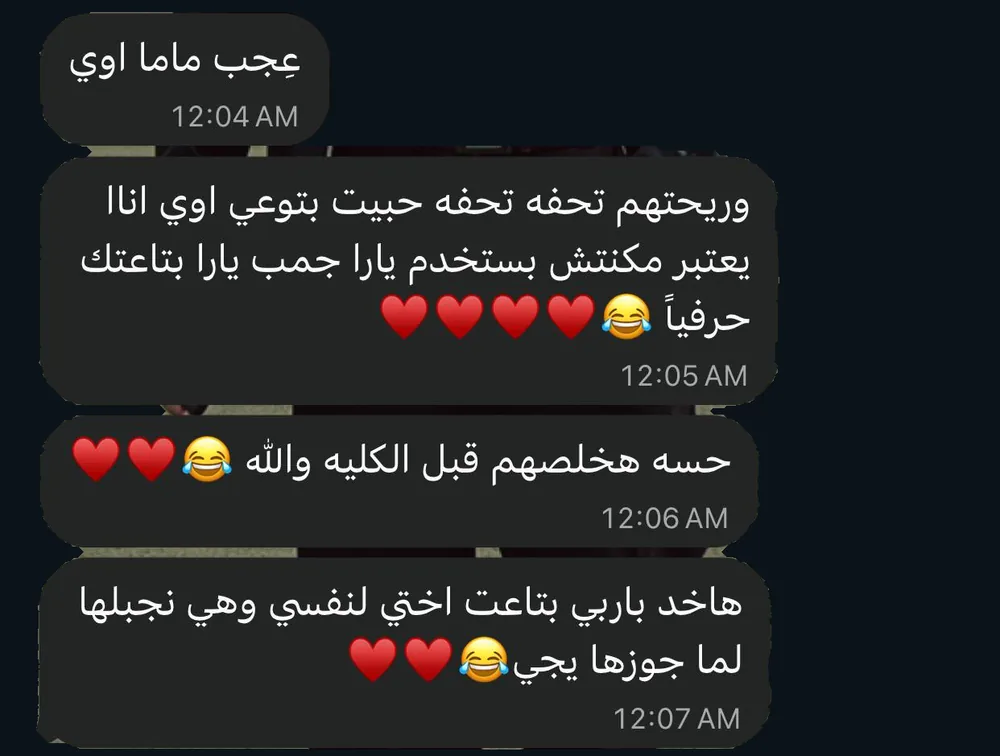 عِجب ماما اوي
12:04 AM
وريحتهم تحفه تحفه حبيت بتوعي اوي اناا
يعتبر مكنتش بستخدم يارا جمب يارا بتاعتك
حرفياً 😂♥️♥️♥️♥️
12:05 AM
حسه هخلصهم قبل الكليه والله 😂♥️♥️
12:06 AM
هاخد باربي بتاعت اختي لنفسي وهي نجبلها
لما جوزها يجي😂♥️♥️
12:07 AM